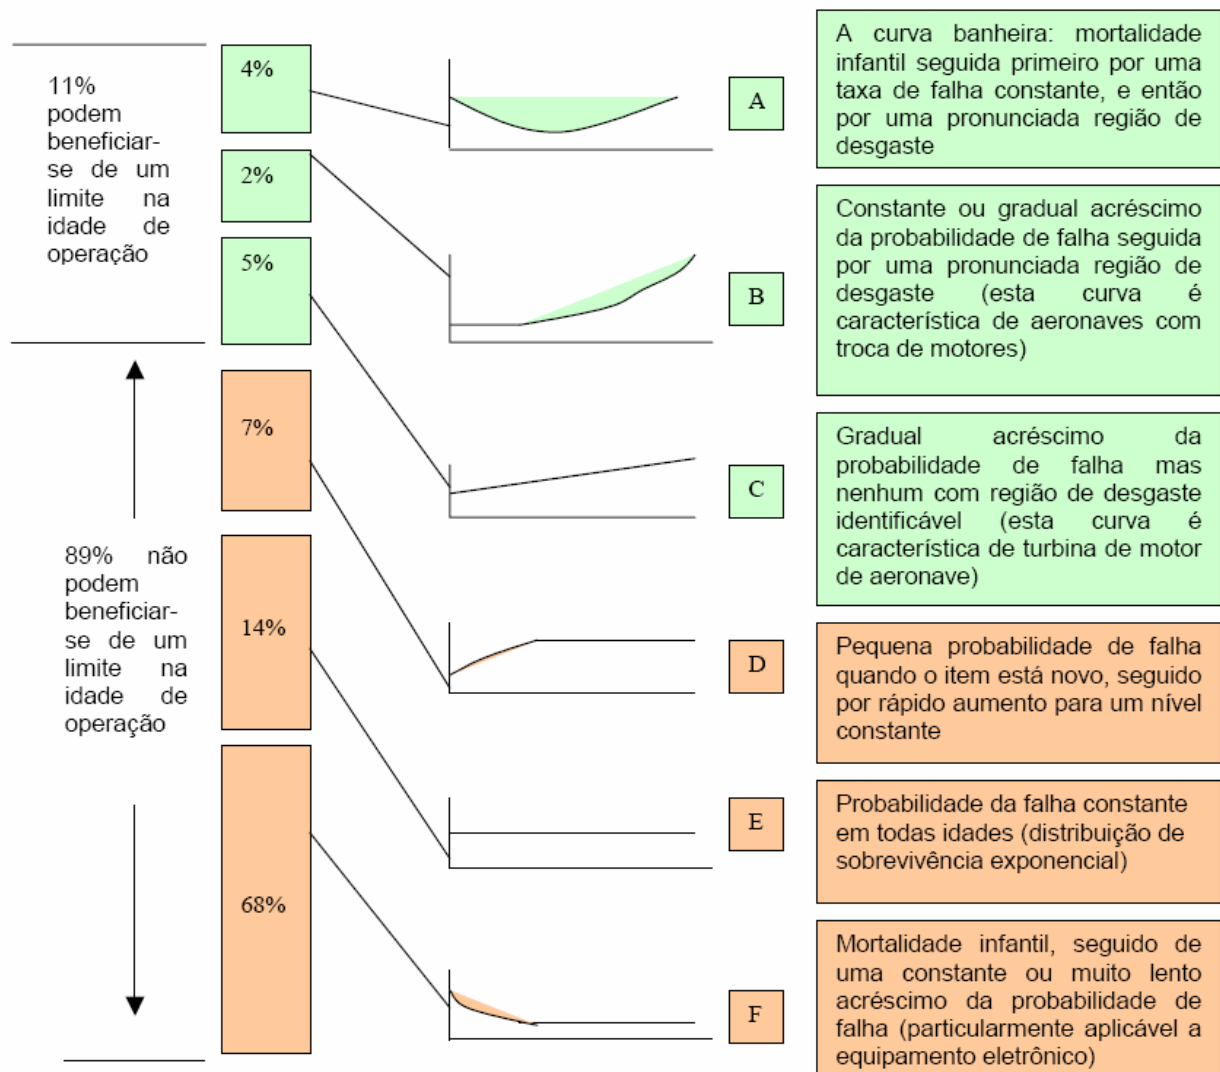 11%
podem
beneficiar-
se de um
limite na
idade de
operação
4%
2%
5%
A
A curva banheira: mortalidade
infantil seguida primeiro por uma
taxa de falha constante, e então
por uma pronunciada região de
desgaste
B
Constante ou gradual acréscimo
da probabilidade de falha seguida
por uma pronunciada região de
desgaste (esta curva é
característica de aeronaves com
troca de motores)
C
Gradual acréscimo da
probabilidade de falha mas
nenhum com região de desgaste
identificável (esta curva é
característica de turbina de motor
de aeronave)
89% não
podem
beneficiar-
se de um
limite na
idade de
operação
7%
14%
68%
D
Pequena probabilidade de falha
quando o item está novo, seguido
por rápido aumento para um nível
constante
E
Probabilidade da falha constante
em todas idades (distribuição de
sobrevivência exponencial)
F
Mortalidade infantil, seguido de
uma constante ou muito lento
acréscimo da probabilidade de
falha (particularmente aplicável a
equipamento eletrônico)